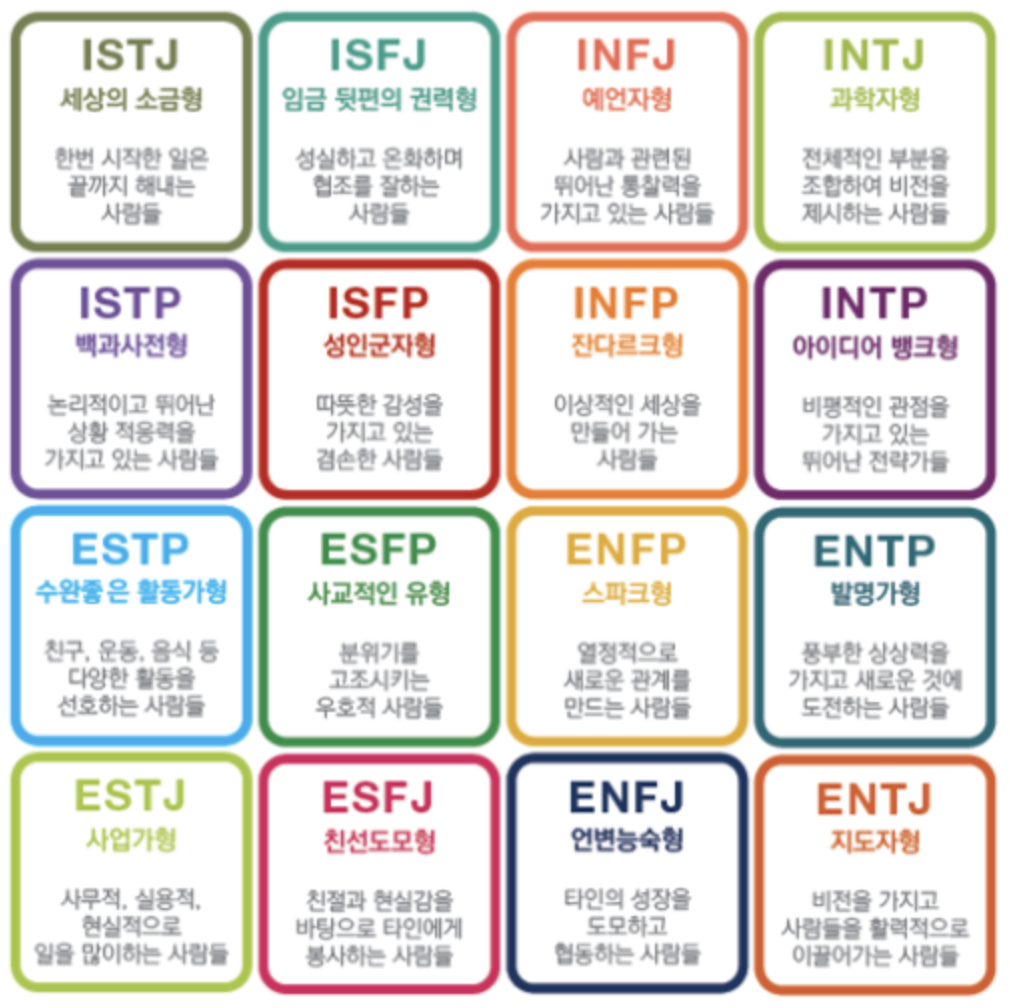 ISTJ
세상의 소금형
한번 시작한 일은
끝까지 해내는
사람들
ISFJ
임금 뒷편의 권력형
성실하고 온화하며
협조를 잘하는
사람들
INFJ
예언자형
사람과 관련된
뛰어난 통찰력을
가지고 있는 사람들
INTJ
과학자형
전체적인 부분을
조합하여 비전을
제시하는 사람들
ISTP
백과사전형
논리적이고 뛰어난
상황 적응력을
가지고 있는 사람들
ISFP
성인군자형
따뜻한 감성을
가지고 있는
겸손한 사람들
INFP
잔다르크형
이상적인 세상을
만들어 가는
사람들
INTP
아이디어 뱅크형
비평적인 관점을
가지고 있는
뛰어난 전략가들
ESTP
수완좋은 활동가형
친구, 운동, 음식 등
다양한 활동을
선호하는 사람들
ESFP
사교적인 유형
분위기를
고조시키는
우호적 사람들
ENFP
스파크형
열정적으로
새로운 관계를
만드는 사람들
ENTP
발명가형
풍부한 상상력을
가지고 새로운 것에
도전하는 사람들
ESTJ
사업가형
사무적, 실용적,
현실적으로
일을 많이하는 사람들
ESFJ
친선도모형
친절과 현실감을
바탕으로 타인에게
봉사하는 사람들
ENFJ
언변능숙형
타인의 성장을
도모하고
협동하는 사람들
ENTJ
지도자형
비전을 가지고
사람들을 활력적으로
이끌어가는 사람들